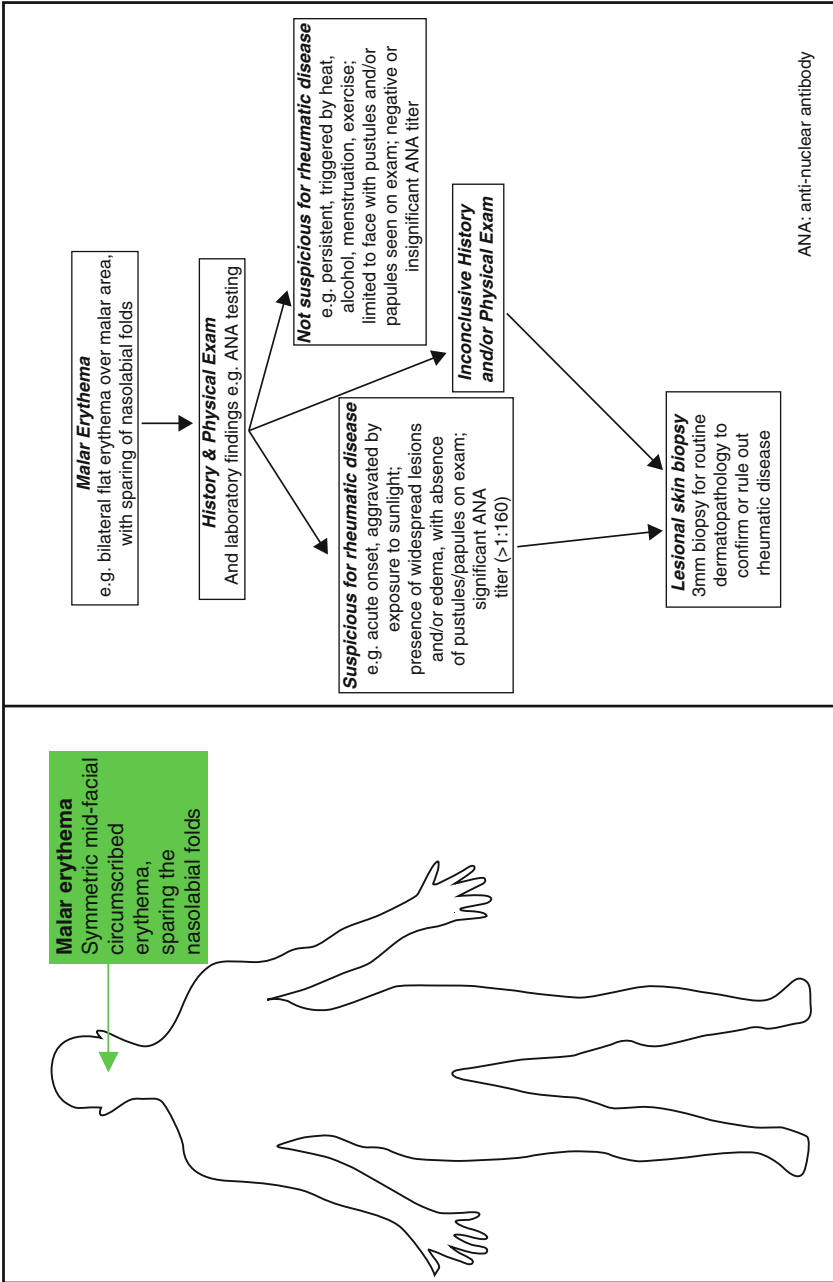 Malar erythema
Symmetric mid-facial
circumscribed
erythema,
sparing the
nasolabial folds
Malar Erythema
e.g. bilateral flat erythema over malar area,
with sparing of nasolabial folds
History & Physical Exam
And laboratory findings e.g. ANA testing
Suspicious for rheumatic disease
e.g. acute onset, aggravated by
exposure to sunlight;
presence of widespread lesions
and/or edema, with absence
of pustules/papules on exam;
significant ANA
titer (>1:160)
Not suspicious for rheumatic disease
e.g. persistent, triggered by heat,
alcohol, menstruation, exercise;
limited to face with pustules and/or
papules seen on exam; negative or
insignificant ANA titer
Inconclusive History
and/or Physical Exam
Lesional skin biopsy
3mm biopsy for routine
dermatopathology to
confirm or rule out
rheumatic disease
ANA: anti-nuclear antibody